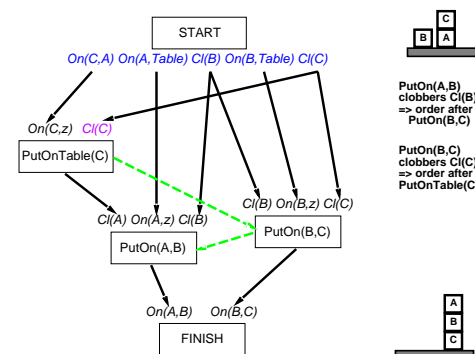 START
On(C,A) On(A,Table) Cl(B) On(B,Table) Cl(C)
C
B A
PutOn(A,B)
clobbers Cl(B)
=> order after
PutOn(B,C)
On(C,z) Cl(C)
PutOnTable(C)
PutOn(B,C)
clobbers Cl(C)
=> order after
PutOnTable(C
Cl(A) On(A,z) Cl(B)
Cl(B) On(B,z) Cl(C)
PutOn(A,B)
PutOn(B,C)
On(A,B) On(B,C)
FINISH
A
B
C